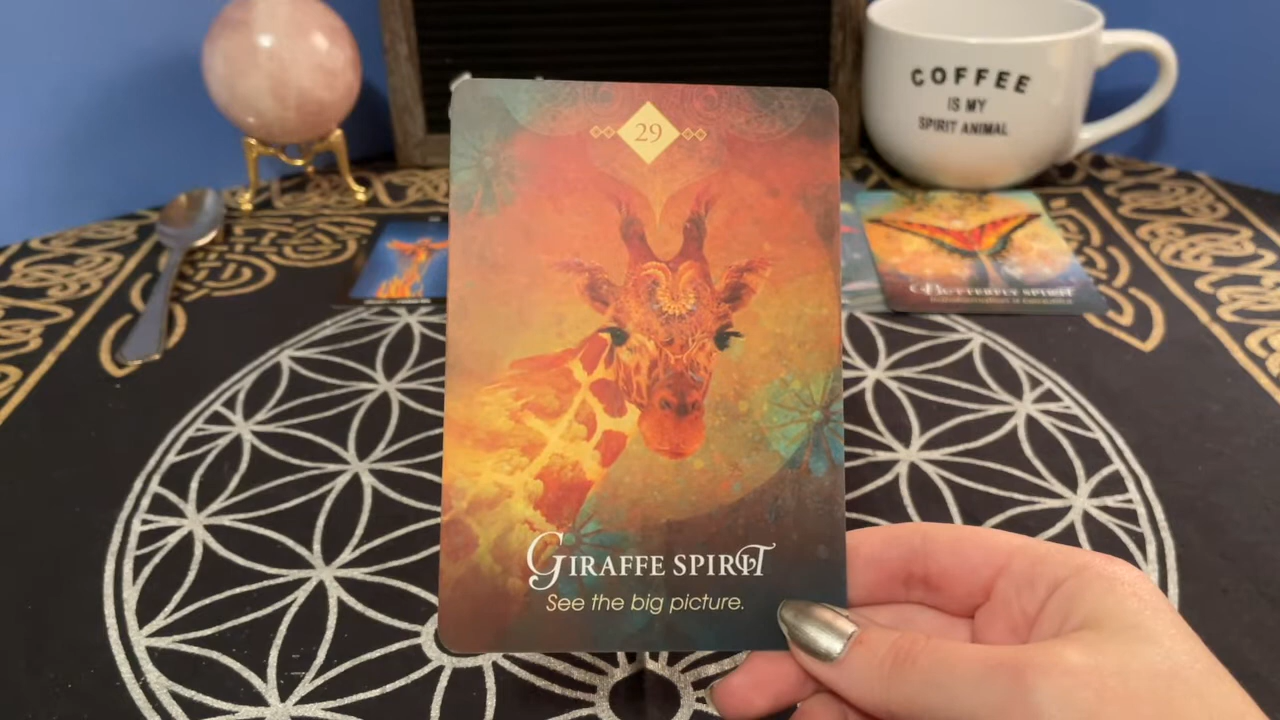 COFFEE
IS MY
SPIRIT ANIMAL
29
GIRAFFE SPIRIT
See the big picture.
BUTTERFLY SPIRIT